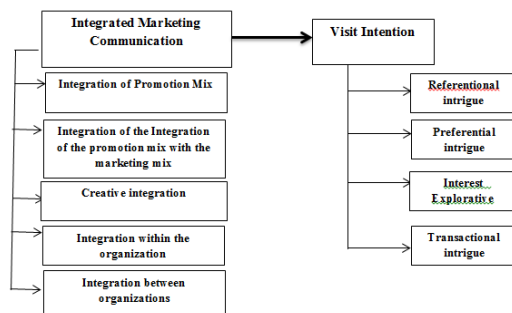 Integrated Marketing
Communication
Visit Intention
Integration of Promotion Mix
Integration of the Integration
of the promotion mix with the
marketing mix
Creative integration
Integration within the
organization
Integration between
organizations
Referentional
intrigue
Preferential
intrigue
Interest
Explorative
Transactional
intrigue